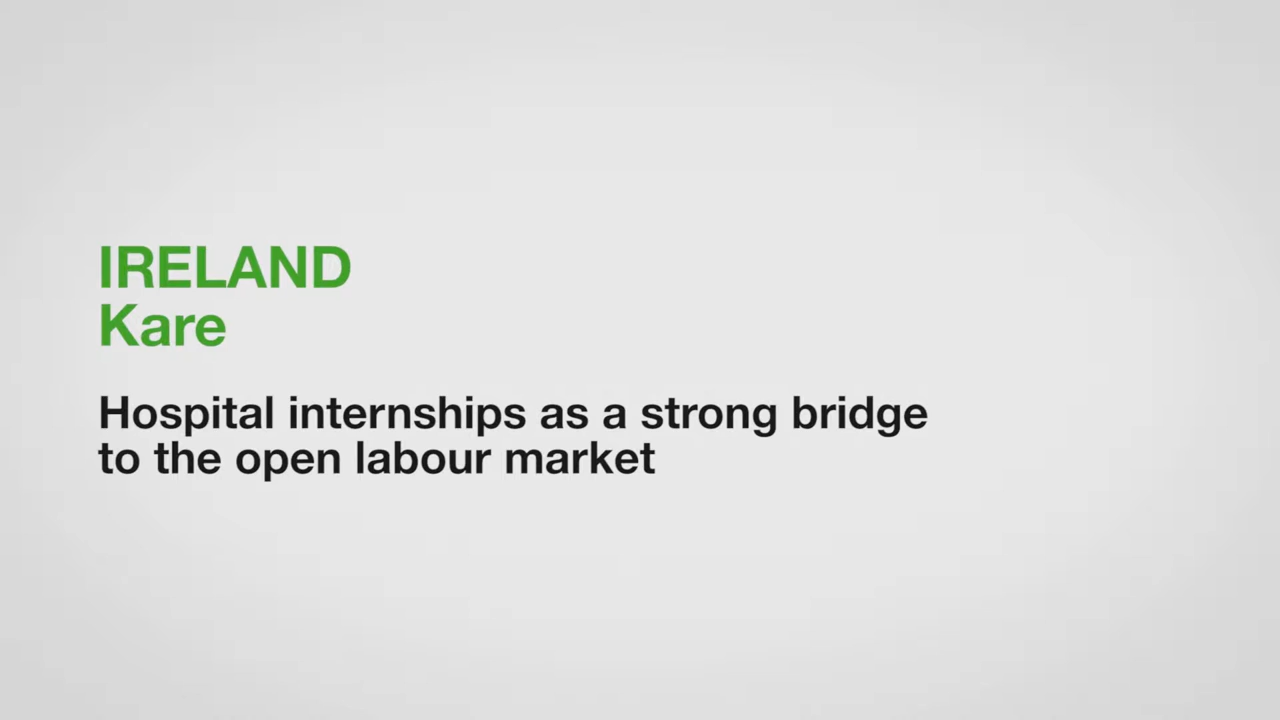 IRELAND
Kare
Hospital internships as a strong bridge
to the open labour market